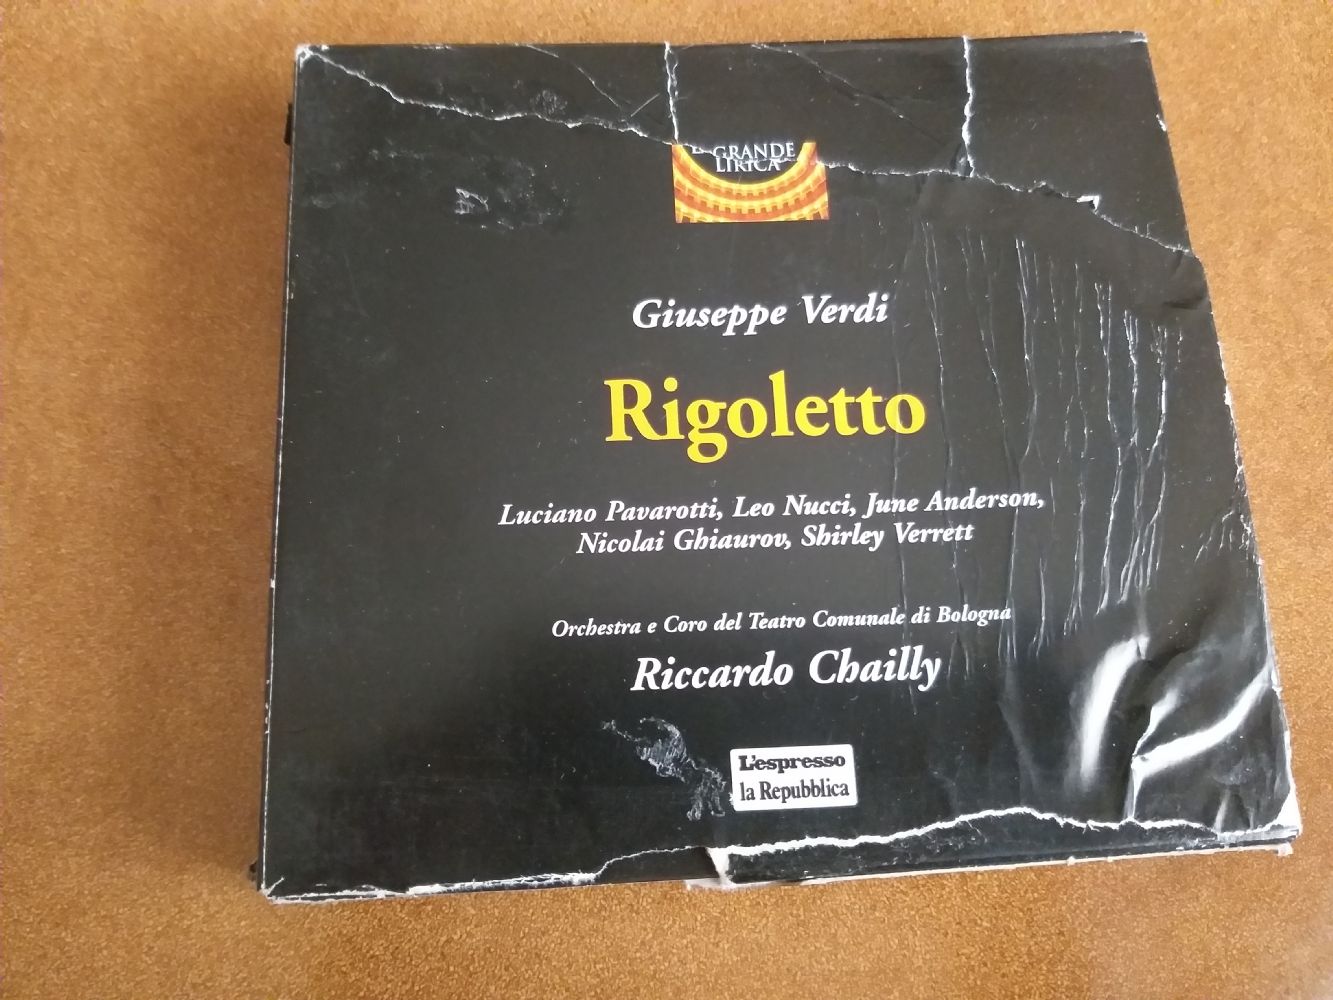 GRANDE
LIRICA
Giuseppe Verdi
Rigoletto
Luciano Pavarotti, Leo Nucci, June Anderson,
Nicolai Ghiaurov, Shirley Verrett
Orchestra e Coro del Teatro Comunale di Bologna
Riccardo Chailly
L'espresso
la Repubblica